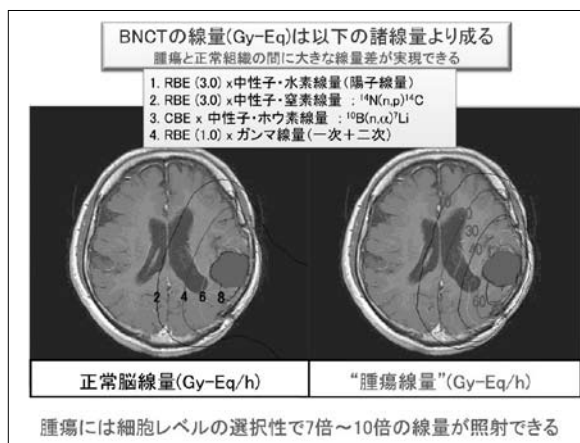 BNCTの線量(Gy-Eq)は以下の諸線量より成る
腫瘍と正常組織の間に大きな線量差が実現できる
1. RBE (3.0) x中性子・水素線量(陽子線量)
2. RBE (3.0) x中性子・窒素線量 : ¹⁴N(n,p)¹⁴C
3. CBE x 中性子・ホウ素線量 : ¹⁰B(n,α)⁷Li
4. RBE (1.0) x ガンマ線量(一次+二次)
2 4 6 8
30
40
60
正常脳線量(Gy-Eq/h)
“腫瘍線量”(Gy-Eq/h)
腫瘍には細胞レベルの選択性で7倍～10倍の線量が照射できる